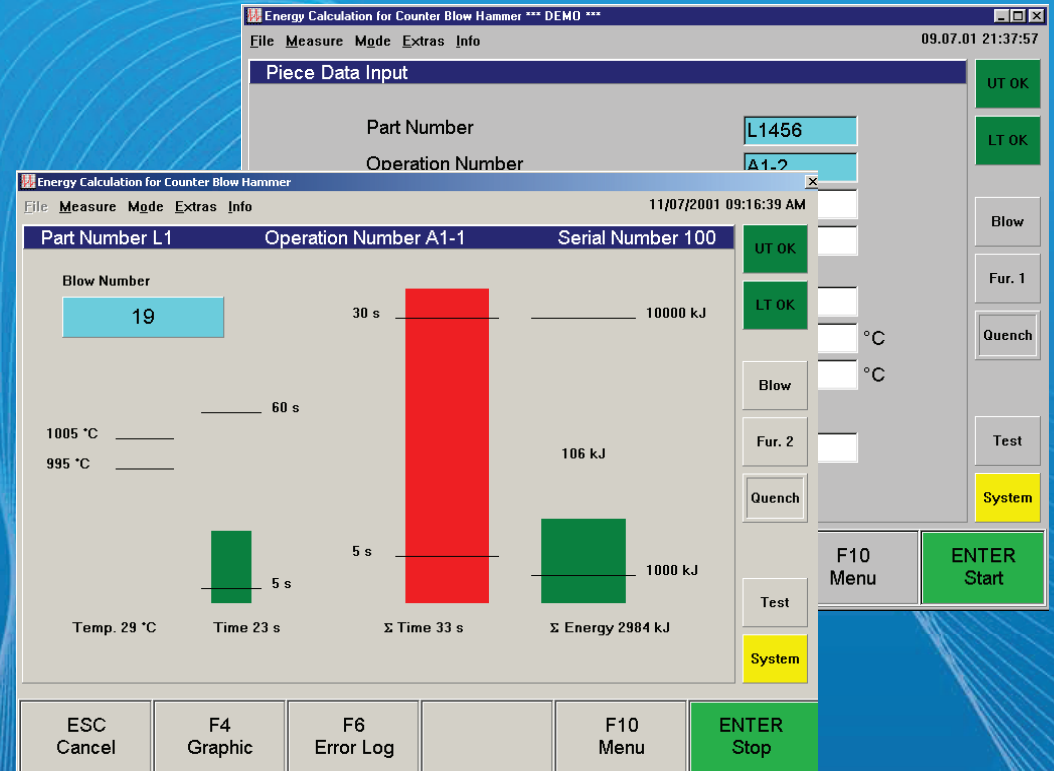 Energy Calculation for Counter Blow Hammer *** DEMO ***
File Measure Mode Extras Info
09.07.01 21:37:57
Piece Data Input
UT OK
Part Number
L1456
LT OK
Operation Number
A1-2
Blow
Fur. 1
°C
Quench
°C
Test
System
F10
Menu
ENTER
Start
Energy Calculation for Counter Blow Hammer
File Measure Mode Extras Info
11/07/2001 09:16:39 AM
Part Number L1 Operation Number A1-1 Serial Number 100
UT OK
Blow Number
19
30 s
10000 kJ
LT OK
60 s
Blow
1005 °C
995 °C
106 kJ
Fur. 2
Quench
5 s
5 s
1000 kJ
Test
Temp. 29 °C
Time 23 s
Σ Time 33 s
Σ Energy 2984 kJ
System
ESC
Cancel
F4
Graphic
F6
Error Log
F10
Menu
ENTER
Stop